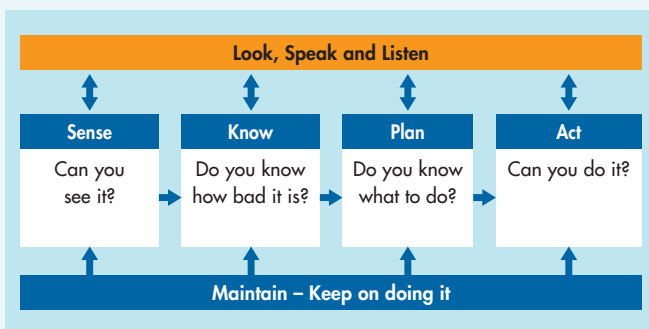 Look, Speak and Listen
Sense
Can you
see it?
Know
Do you know
how bad it is?
Plan
Do you know
what to do?
Act
Can you do it?
Maintain – Keep on doing it